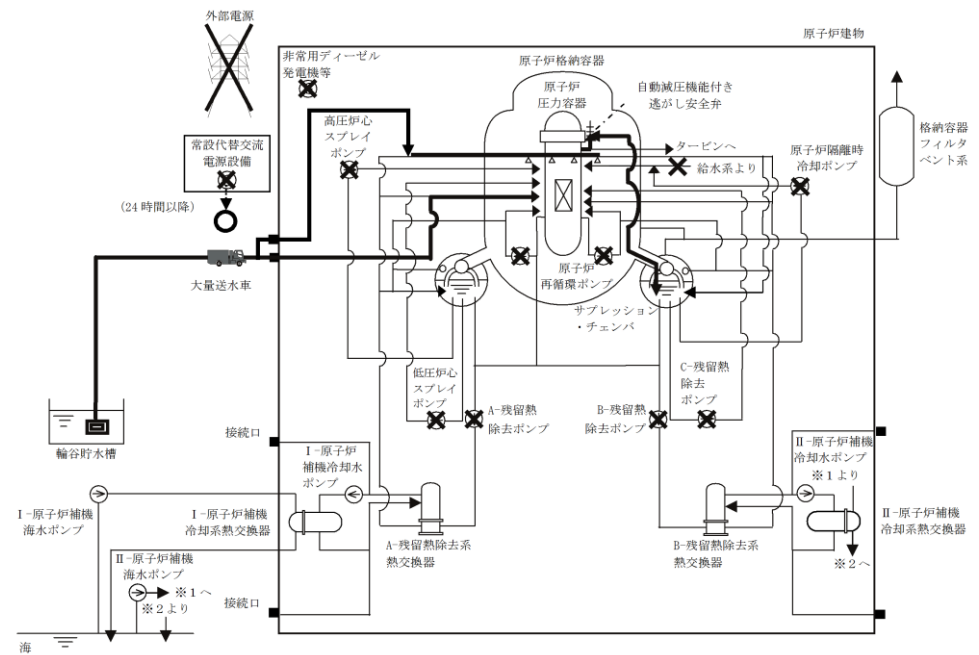 外部電源
原子炉建物
非常用ディーゼル
発電機等
原子炉格納容器
原子炉
圧力容器
自動減圧機能付き
逃がし安全弁
高圧炉心
スプレイ
ポンプ
タービンへ
給水系より
原子炉隔離時
冷却ポンプ
格納容器
フィルタ
ベント系
常設代替交流
電源設備
(24時間以降)
大量送水車
原子炉
再循環ポンプ
サプレッション
・チェンバ
低圧炉心
スプレイ
ポンプ
A-残留熱
除去ポンプ
B-残留熱
除去ポンプ
C-残留熱
除去
ポンプ
輪谷貯水槽
接続口
Ⅰ-原子炉
補機冷却水
ポンプ
Ⅱ-原子炉補機
冷却水ポンプ
※1より
Ⅰ-原子炉補機
海水ポンプ
Ⅰ-原子炉補機
冷却系熱交換器
A-残留熱除去系
熱交換器
B-残留熱除去系
熱交換器
Ⅱ-原子炉補機
冷却系熱交換器
※2へ
Ⅱ-原子炉補機
海水ポンプ
※1へ
※2より
接続口
海